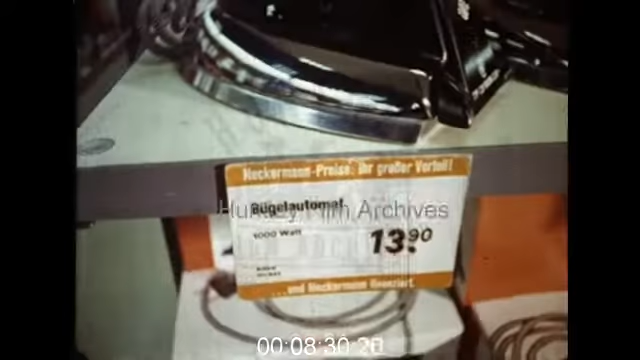 Neckermann-Preise: Ihr großer Vorteil!
Bügelautomat
Huntley Film Archives
1000 Watt
13.90
...und Neckermann finanziert.
00:08:30:20